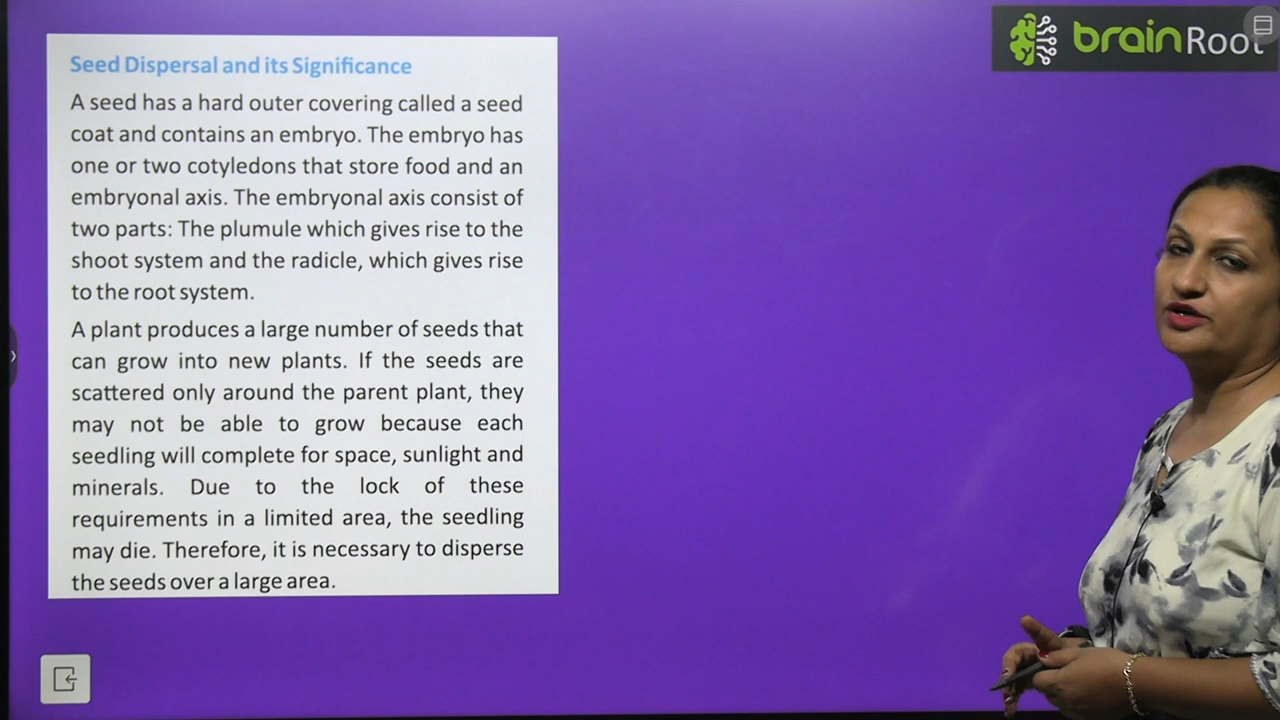 brainRoot
Seed Dispersal and its Significance
A seed has a hard outer covering called a seed
coat and contains an embryo. The embryo has
one or two cotyledons that store food and an
embryonal axis. The embryonal axis consist of
two parts: The plumule which gives rise to the
shoot system and the radicle, which gives rise
to the root system.
A plant produces a large number of seeds that
can grow into new plants. If the seeds are
scattered only around the parent plant, they
may not be able to grow because each
seedling will complete for space, sunlight and
minerals. Due to the lock of these
requirements in a limited area, the seedling
may die. Therefore, it is necessary to disperse
the seeds over a large area.